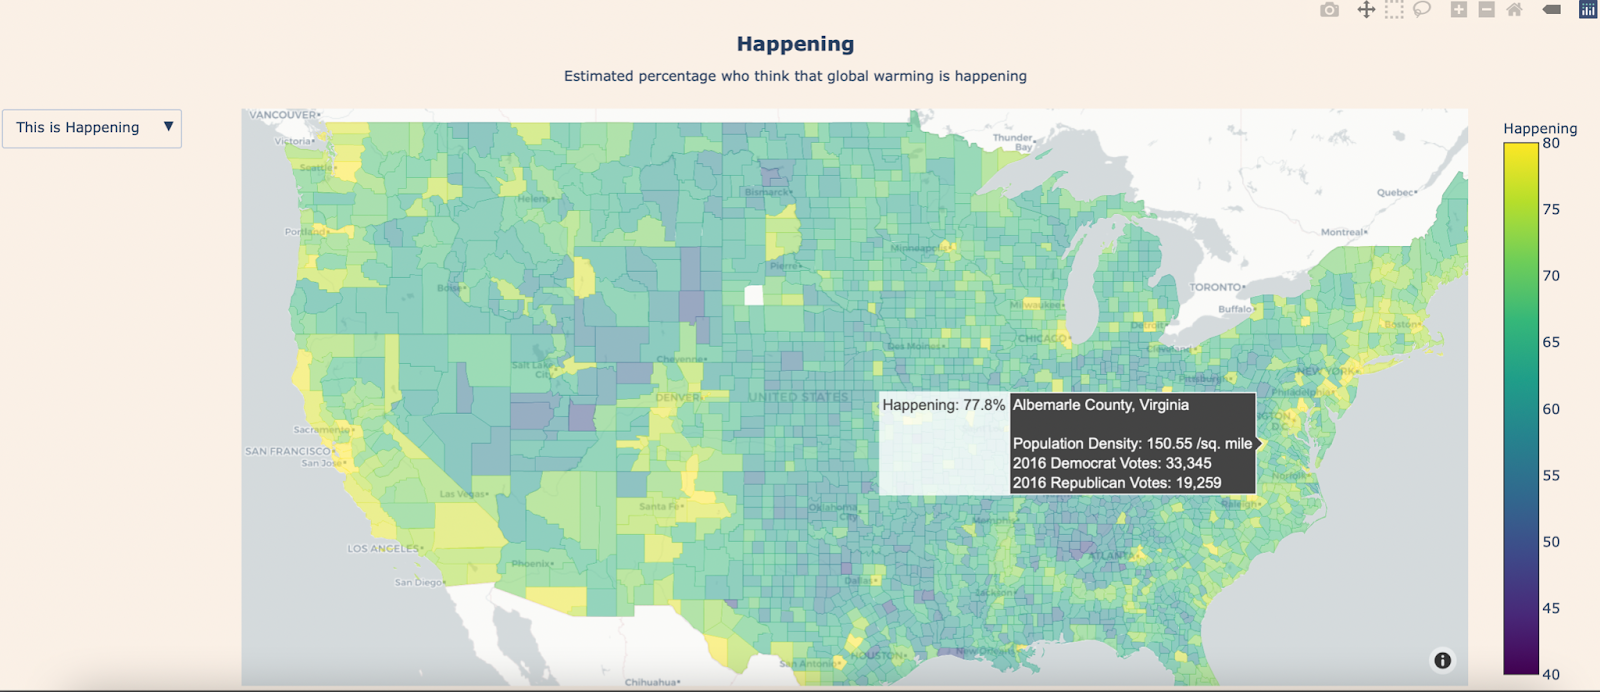 Happening
Estimated percentage who think that global warming is happening
This is Happening ▼
Happening
80
75
70
65
60
55
50
45
40
VANCOUVER
Victoria
Seattle
Portland
Helena
Boise
Bismarck
Pierre
Minneapolis
Thunder
Bay
Quebec
Montreal
TORONTO
Buffalo
Boston
Milwaukee
Detroit
CHICAGO
Cleveland
Des Moines
Salt Lake
City
Cheyenne
DENVER
UNITED STATES
Pittsburgh
NEW YORK
Philadelphia
D.C.
Sacramento
SAN FRANCISCO
San Jose
Las Vegas
LOS ANGELES
San Diego
Phoenix
Santa Fe
Oklahoma
City
Memphis
Norfolk
Raleigh
ATLANTA
Dallas
Jackson
New Orleans
HOUSTON
San Antonio
Chihuahua
Happening: 77.8%
Albemarle County, Virginia
Population Density: 150.55 /sq. mile
2016 Democrat Votes: 33,345
2016 Republican Votes: 19,259